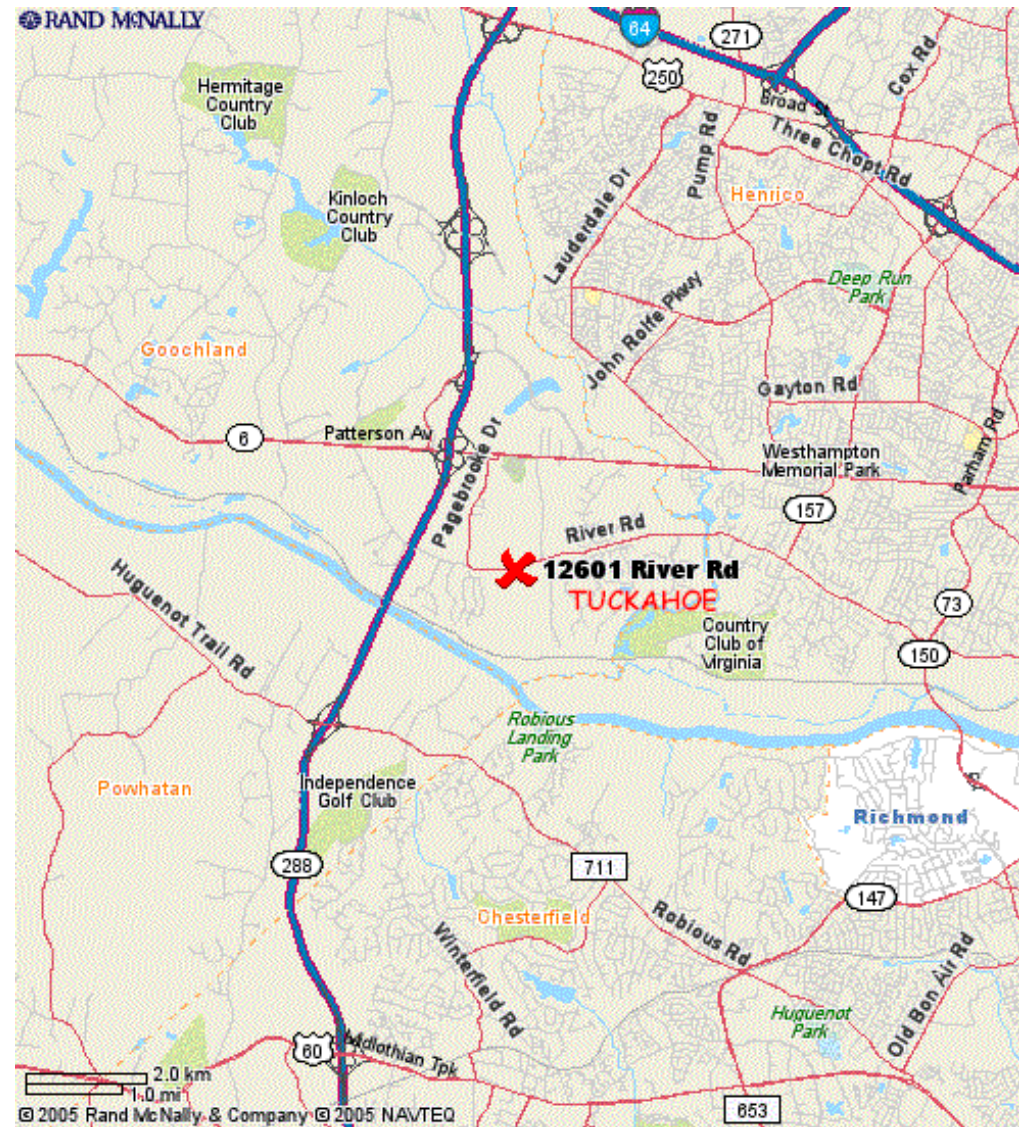 RAND McNALLY
64
271
250
Cox Rd
Broad St
Three Chopt Rd
Hermitage
Country
Club
Pump Rd
Lauderdale Dr
Henrico
Kinloch
Country
Club
Deep Run
Park
John Rolfe Pkwy
Goochland
Gayton Rd
6
Patterson Av
Pagebrooke Dr
Westhampton
Memorial Park
Parham Rd
157
River Rd
12601 River Rd
TUCKAHOE
Huguenot Trail Rd
73
Country
Club of
Virginia
150
Robious
Landing
Park
Powhatan
Independence
Golf Club
Richmond
288
711
147
Chesterfield
Robious Rd
Winterfield Rd
Old Bon Air Rd
Huguenot
Park
60
Midlothian Tpk
2.0 km
1.0 mi
653
© 2005 Rand McNally & Company © 2005 NAVTEQ